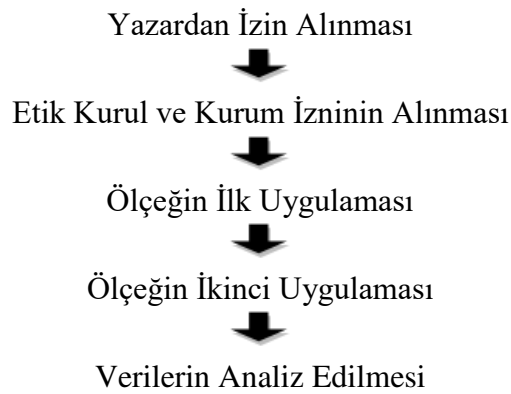 Yazardan İzin Alınması
Etik Kurul ve Kurum İzninin Alınması
Ölçeğin İlk Uygulaması
Ölçeğin İkinci Uygulaması
Verilerin Analiz Edilmesi